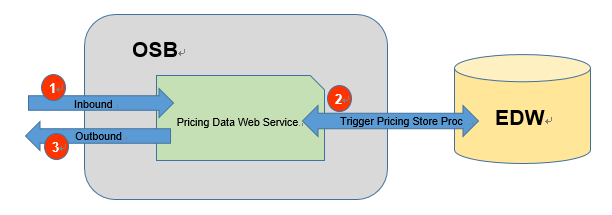 OSB
1
Inbound
2
Pricing Data Web Service.
Trigger Pricing Store Proc
EDW
Outbound
3